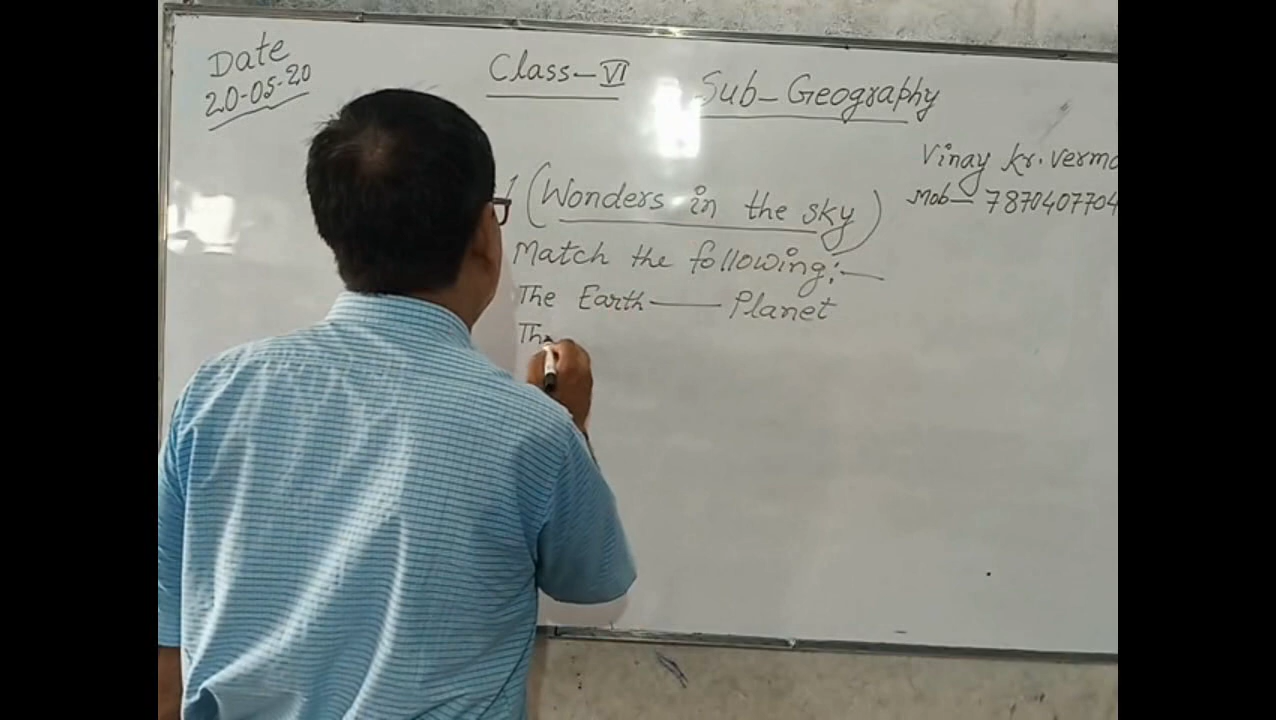 Date
20-05-20
Class-VI
Sub-Geography
Vinay Kr. Verma
Mob- 7870407704
(Wonders in the sky)
Match the following:-
The Earth —— Planet
Th